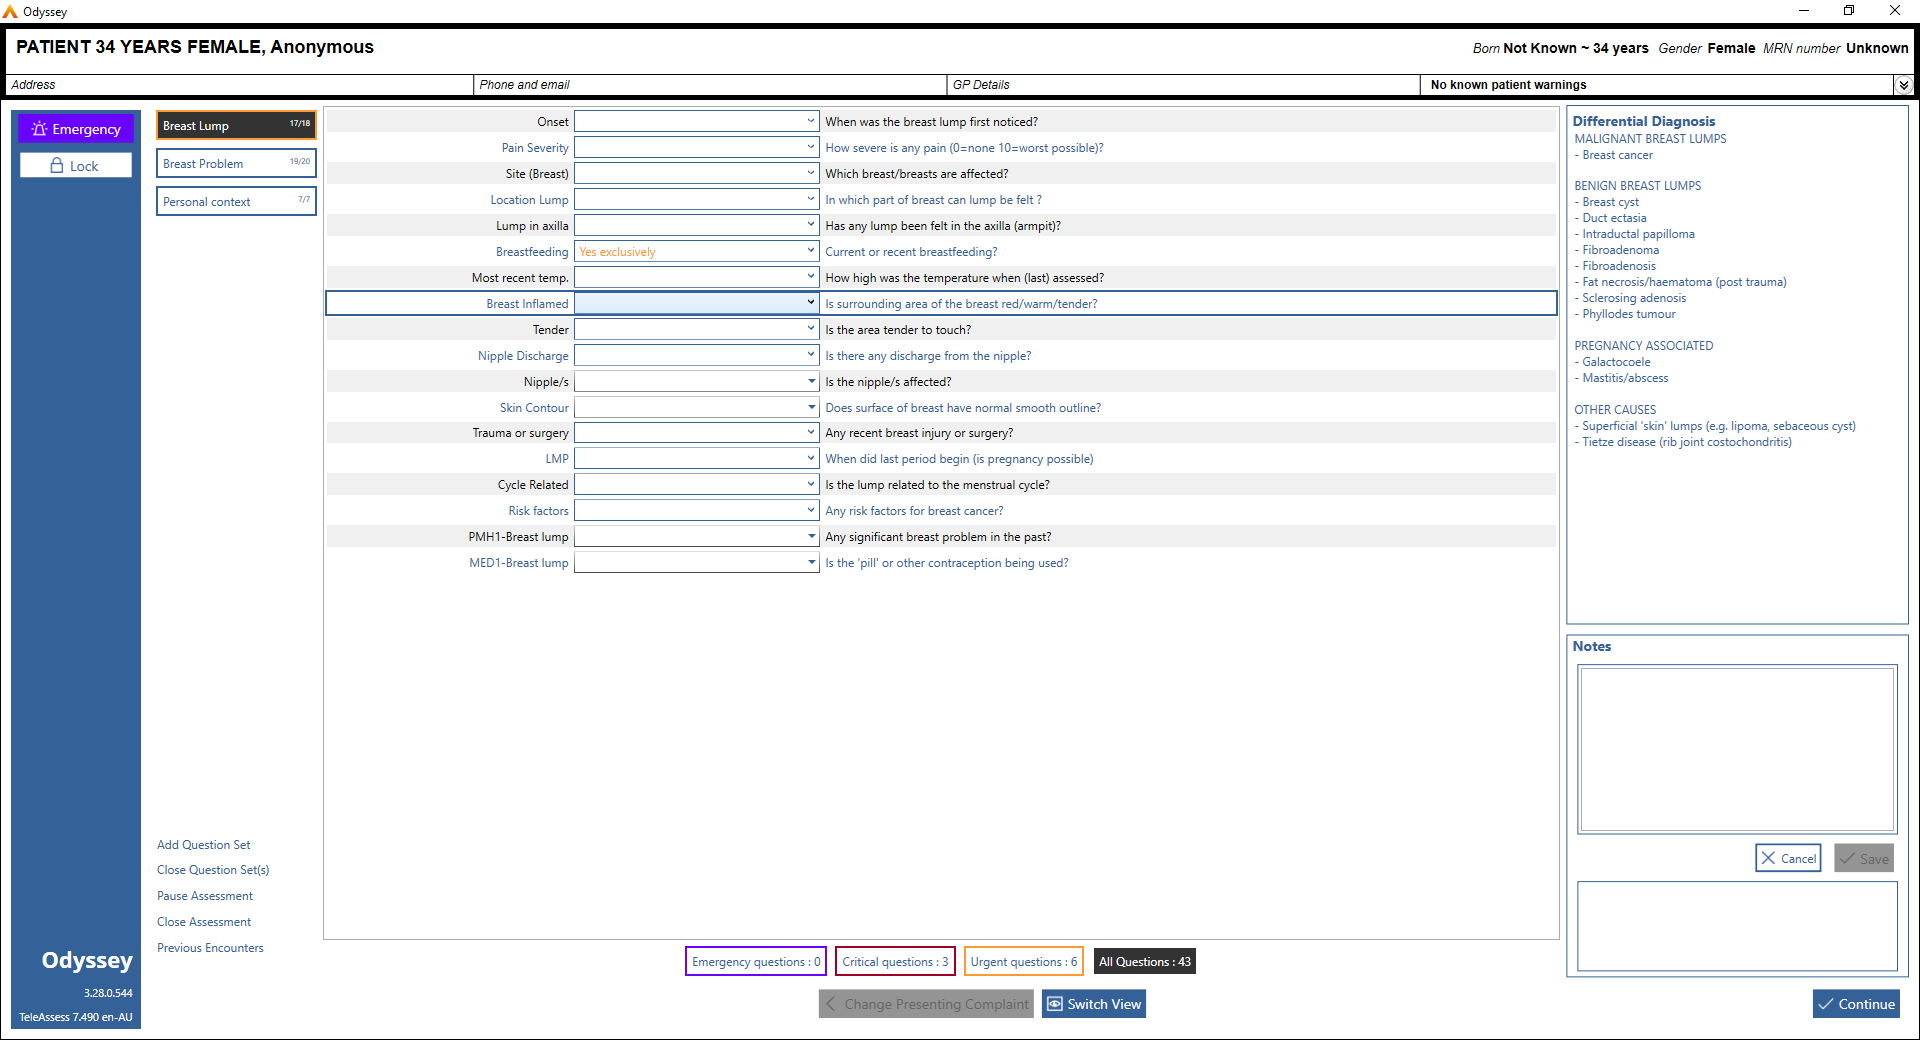 Odyssey
PATIENT 34 YEARS FEMALE, Anonymous
Born Not Known ~ 34 years Gender Female MRN number Unknown
Address
Phone and email
GP Details
No known patient warnings
Emergency
Lock
Breast Lump 17/18
Breast Problem 19/20
Personal context 7/7
Onset When was the breast lump first noticed?
Pain Severity How severe is any pain (0=none 10=worst possible)?
Site (Breast) Which breast/breasts are affected?
Location Lump In which part of breast can lump be felt ?
Lump in axilla Has any lump been felt in the axilla (armpit)?
Breastfeeding Yes exclusively Current or recent breastfeeding?
Most recent temp. How high was the temperature when (last) assessed?
Breast Inflamed Is surrounding area of the breast red/warm/tender?
Tender Is the area tender to touch?
Nipple Discharge Is there any discharge from the nipple?
Nipple/s Is the nipple/s affected?
Skin Contour Does surface of breast have normal smooth outline?
Trauma or surgery Any recent breast injury or surgery?
LMP When did last period begin (is pregnancy possible)
Cycle Related Is the lump related to the menstrual cycle?
Risk factors Any risk factors for breast cancer?
PMH1-Breast lump Any significant breast problem in the past?
MED1-Breast lump Is the 'pill' or other contraception being used?
Differential Diagnosis
MALIGNANT BREAST LUMPS
- Breast cancer
BENIGN BREAST LUMPS
- Breast cyst
- Duct ectasia
- Intraductal papilloma
- Fibroadenoma
- Fibroadenosis
- Fat necrosis/haematoma (post trauma)
- Sclerosing adenosis
- Phyllodes tumour
PREGNANCY ASSOCIATED
- Galactocoele
- Mastitis/abscess
OTHER CAUSES
- Superficial 'skin' lumps (e.g. lipoma, sebaceous cyst)
- Tietze disease (rib joint costochondritis)
Notes
Cancel
Save
Add Question Set
Close Question Set(s)
Pause Assessment
Close Assessment
Previous Encounters
Odyssey
3.28.0.544
TeleAssess 7.490 en-AU
Emergency questions : 0
Critical questions : 3
Urgent questions : 6
All Questions : 43
Change Presenting Complaint
Switch View
Continue